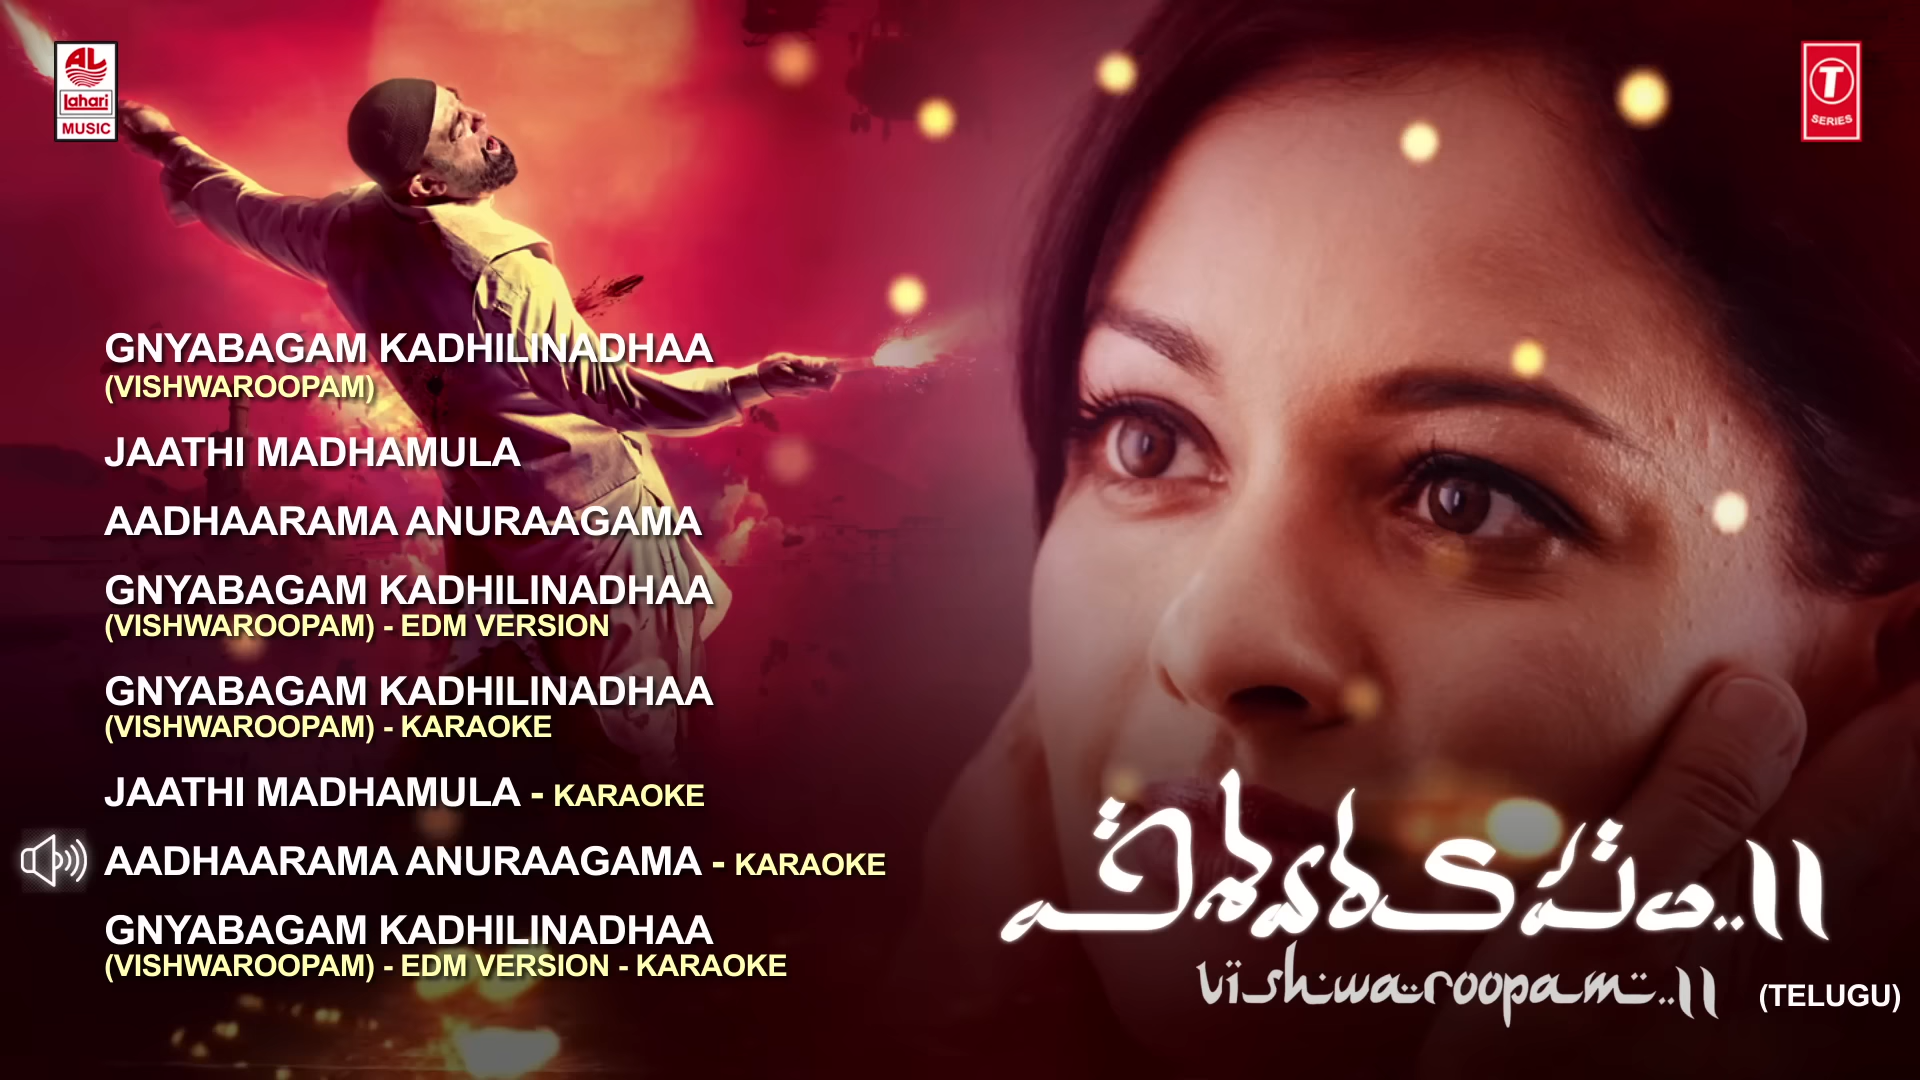 AL
lahari
MUSIC
T
SERIES
GNYABAGAM KADHILINADHAA
(VISHWAROOPAM)
JAATHI MADHAMULA
AADHAARAMA ANURAAGAMA
GNYABAGAM KADHILINADHAA
(VISHWAROOPAM) - EDM VERSION
GNYABAGAM KADHILINADHAA
(VISHWAROOPAM) - KARAOKE
JAATHI MADHAMULA - KARAOKE
AADHAARAMA ANURAAGAMA - KARAOKE
GNYABAGAM KADHILINADHAA
(VISHWAROOPAM) - EDM VERSION - KARAOKE
విశ్వరూపం..II
vishwaroopam..II
(TELUGU)